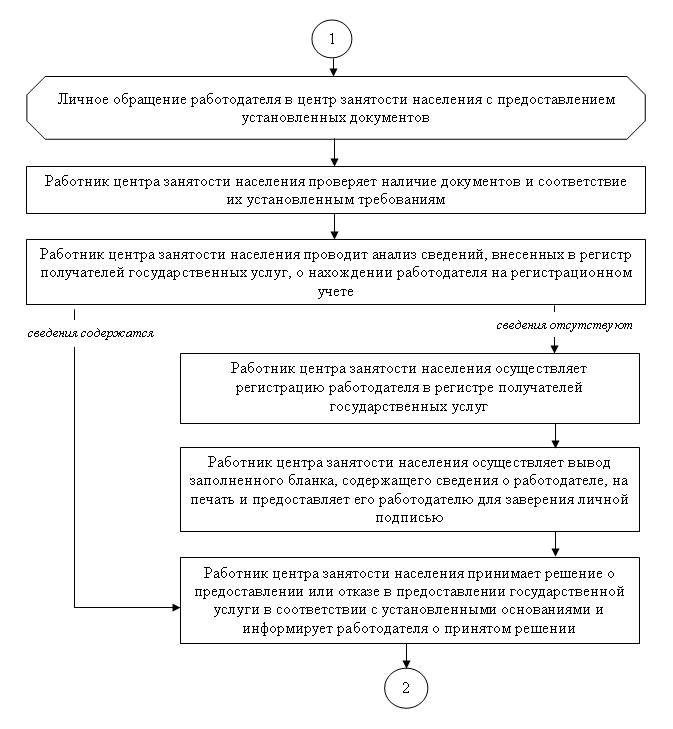 1
Личное обращение работодателя в центр занятости населения с предоставлением
установленных документов
Работник центра занятости населения проверяет наличие документов и соответствие
их установленным требованиям
Работник центра занятости населения проводит анализ сведений, внесенных в регистр
получателей государственных услуг, о нахождении работодателя на регистрационном
учете
сведения содержатся
сведения отсутствуют
Работник центра занятости населения осуществляет
регистрацию работодателя в регистре получателей
государственных услуг
Работник центра занятости населения осуществляет вывод
заполненного бланка, содержащего сведения о работодателе, на
печать и предоставляет его работодателю для заверения личной
подписью
Работник центра занятости населения принимает решение о
предоставлении или отказе в предоставлении государственной
услуги в соответствии с установленными основаниями и
информирует работодателя о принятом решении
2